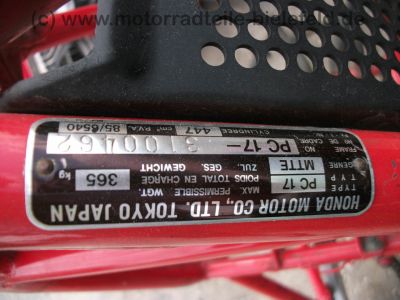 © www.motorradteile-bielefeld.de
HONDA MOTOR CO., LTD. TOKYO JAPAN
TYPE
TYP
PC 17
MAX. PERMISSIBLE WGT.
POIDS TOTAL EN CHARGE
ZUL. GES. GEWICHT
365 kg
GENRE
MTTE
FRAME NO
NO DE CADRE
PC 17-3100462
CYLINDREE
447 cm³
P.V.A.
85/6540